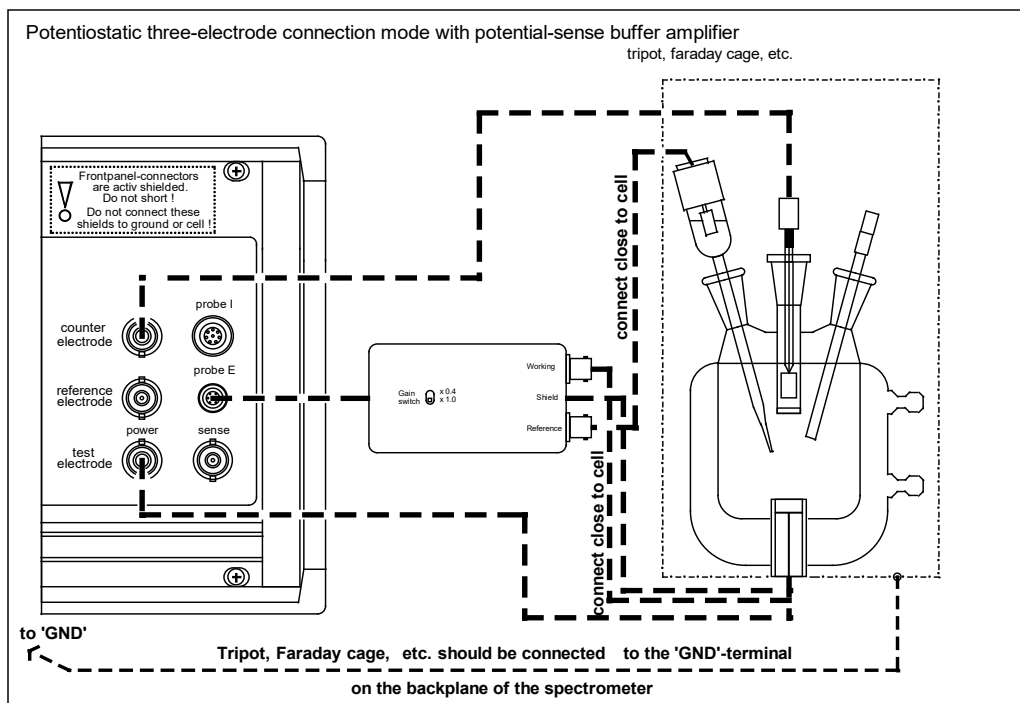 Potentiostatic three-electrode connection mode with potential-sense buffer amplifier
tripot, faraday cage, etc.
Frontpanel-connectors
are activ shielded.
Do not short !
Do not connect these
shields to ground or cell !
probe I
counter
electrode
probe E
reference
electrode
power
sense
test
electrode
Gain
switch
x 0.4
x 1.0
Working
Shield
Reference
connect close to cell
connect close to cell
to 'GND'
Tripot, Faraday cage, etc. should be connected to the 'GND'-terminal
on the backplane of the spectrometer